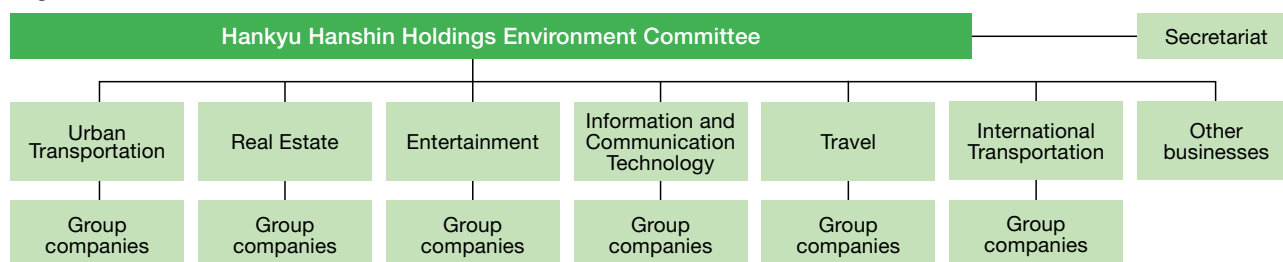 Hankyu Hanshin Holdings Environment Committee
Secretariat
Urban
Transportation
Real Estate
Entertainment
Information and
Communication
Technology
Travel
International
Transportation
Other
businesses
Group
companies
Group
companies
Group
companies
Group
companies
Group
companies
Group
companies